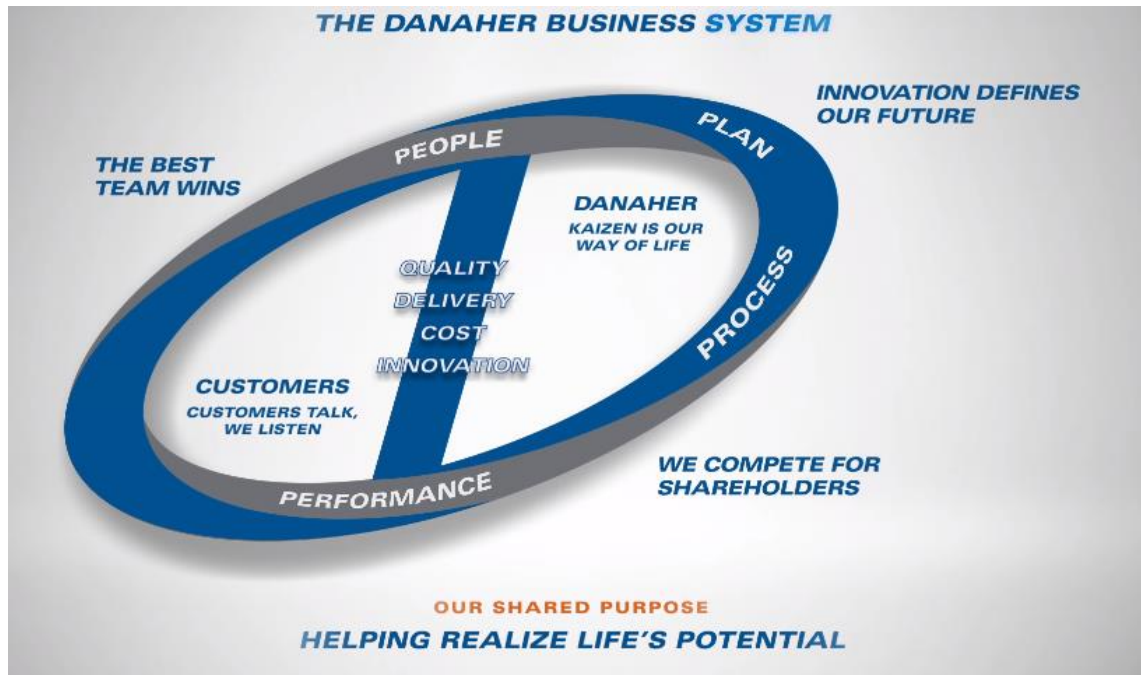 THE DANAHER BUSINESS SYSTEM
INNOVATION DEFINES
OUR FUTURE
PLAN
PEOPLE
THE BEST
TEAM WINS
DANAHER
KAIZEN IS OUR
WAY OF LIFE
QUALITY
DELIVERY
COST
INNOVATION
PROCESS
CUSTOMERS
CUSTOMERS TALK,
WE LISTEN
WE COMPETE FOR
SHAREHOLDERS
PERFORMANCE
OUR SHARED PURPOSE
HELPING REALIZE LIFE'S POTENTIAL